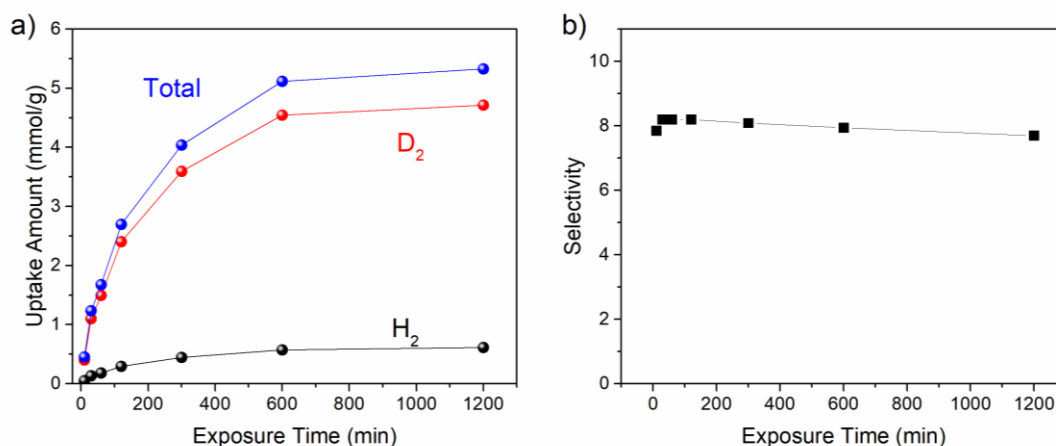 a)
Uptake Amount (mmol/g)
6
5
4
3
2
1
0
Total
D₂
H₂
0 200 400 600 800 1000 1200
Exposure Time (min)
b)
Selectivity
10
8
6
4
2
0
0 200 400 600 800 1000 1200
Exposure Time (min)